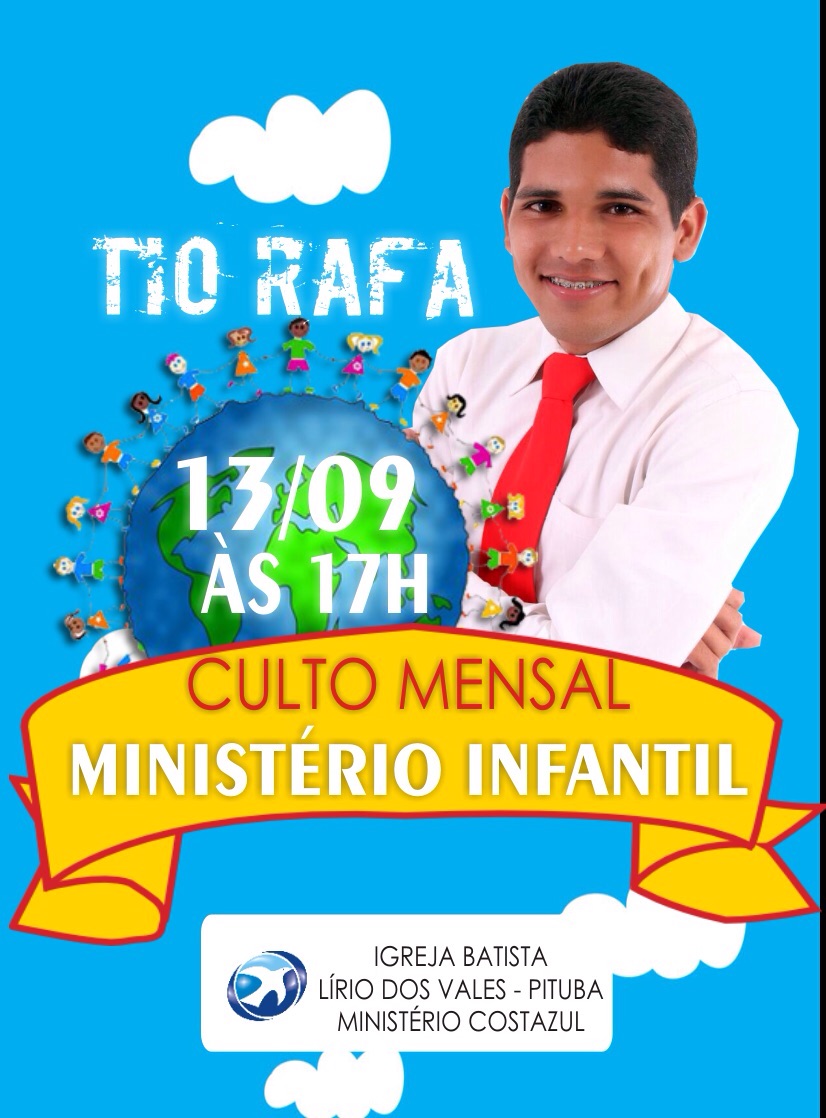 TIO RAFA
13/09
ÀS 17H
CULTO MENSAL
MINISTÉRIO INFANTIL
IGREJA BATISTA
LÍRIO DOS VALES - PITUBA
MINISTÉRIO COSTAZUL